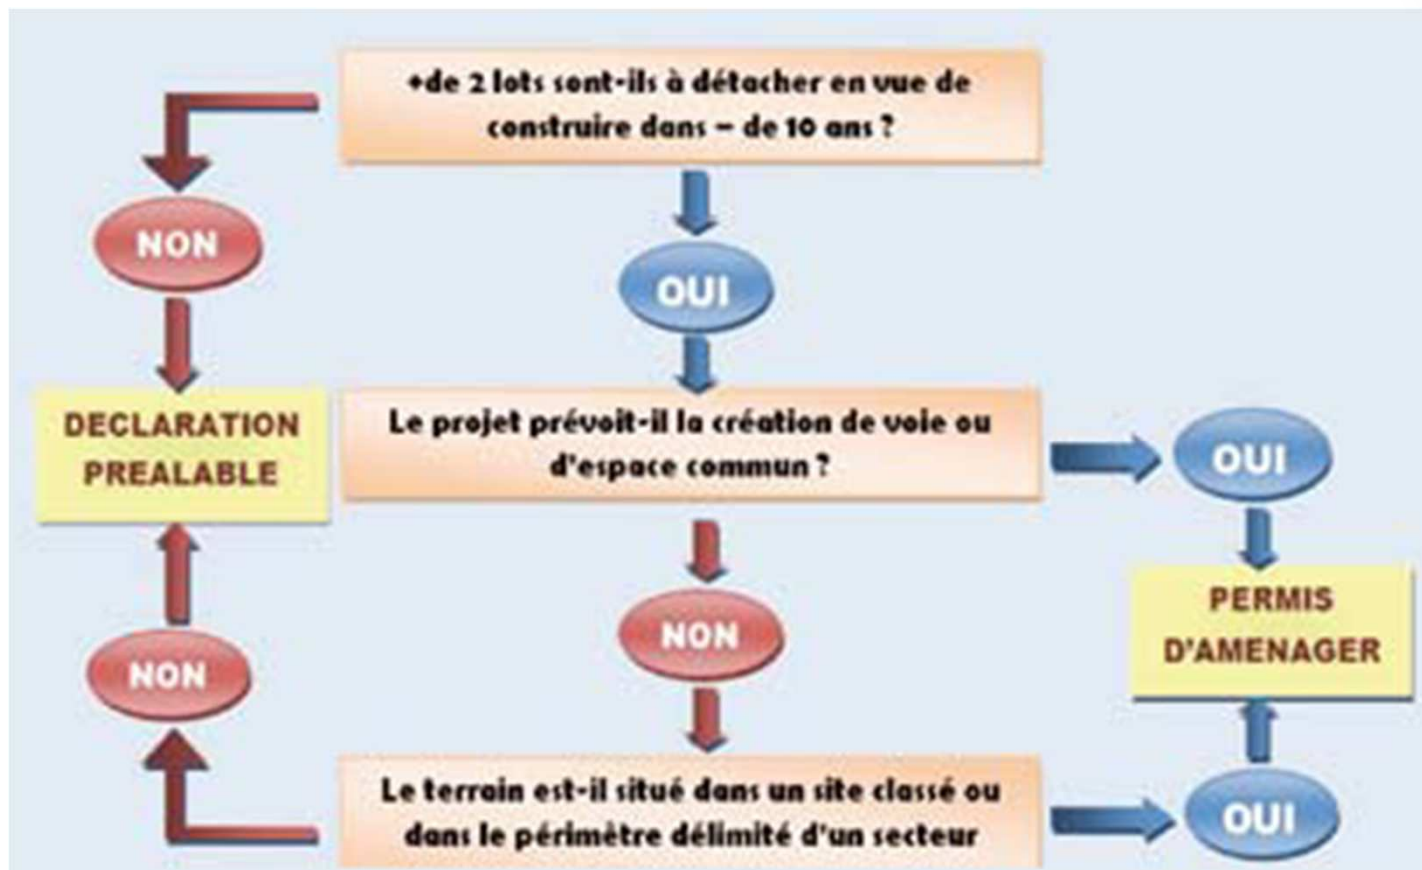 +de 2 lots sont-ils à détacher en vue de
construire dans – de 10 ans ?
NON
OUI
DECLARATION
PREALABLE
Le projet prévoit-il la création de voie ou
d'espace commun ?
OUI
NON
PERMIS
D'AMENAGER
NON
Le terrain est-il situé dans un site classé ou
dans le périmètre délimité d'un secteur
OUI